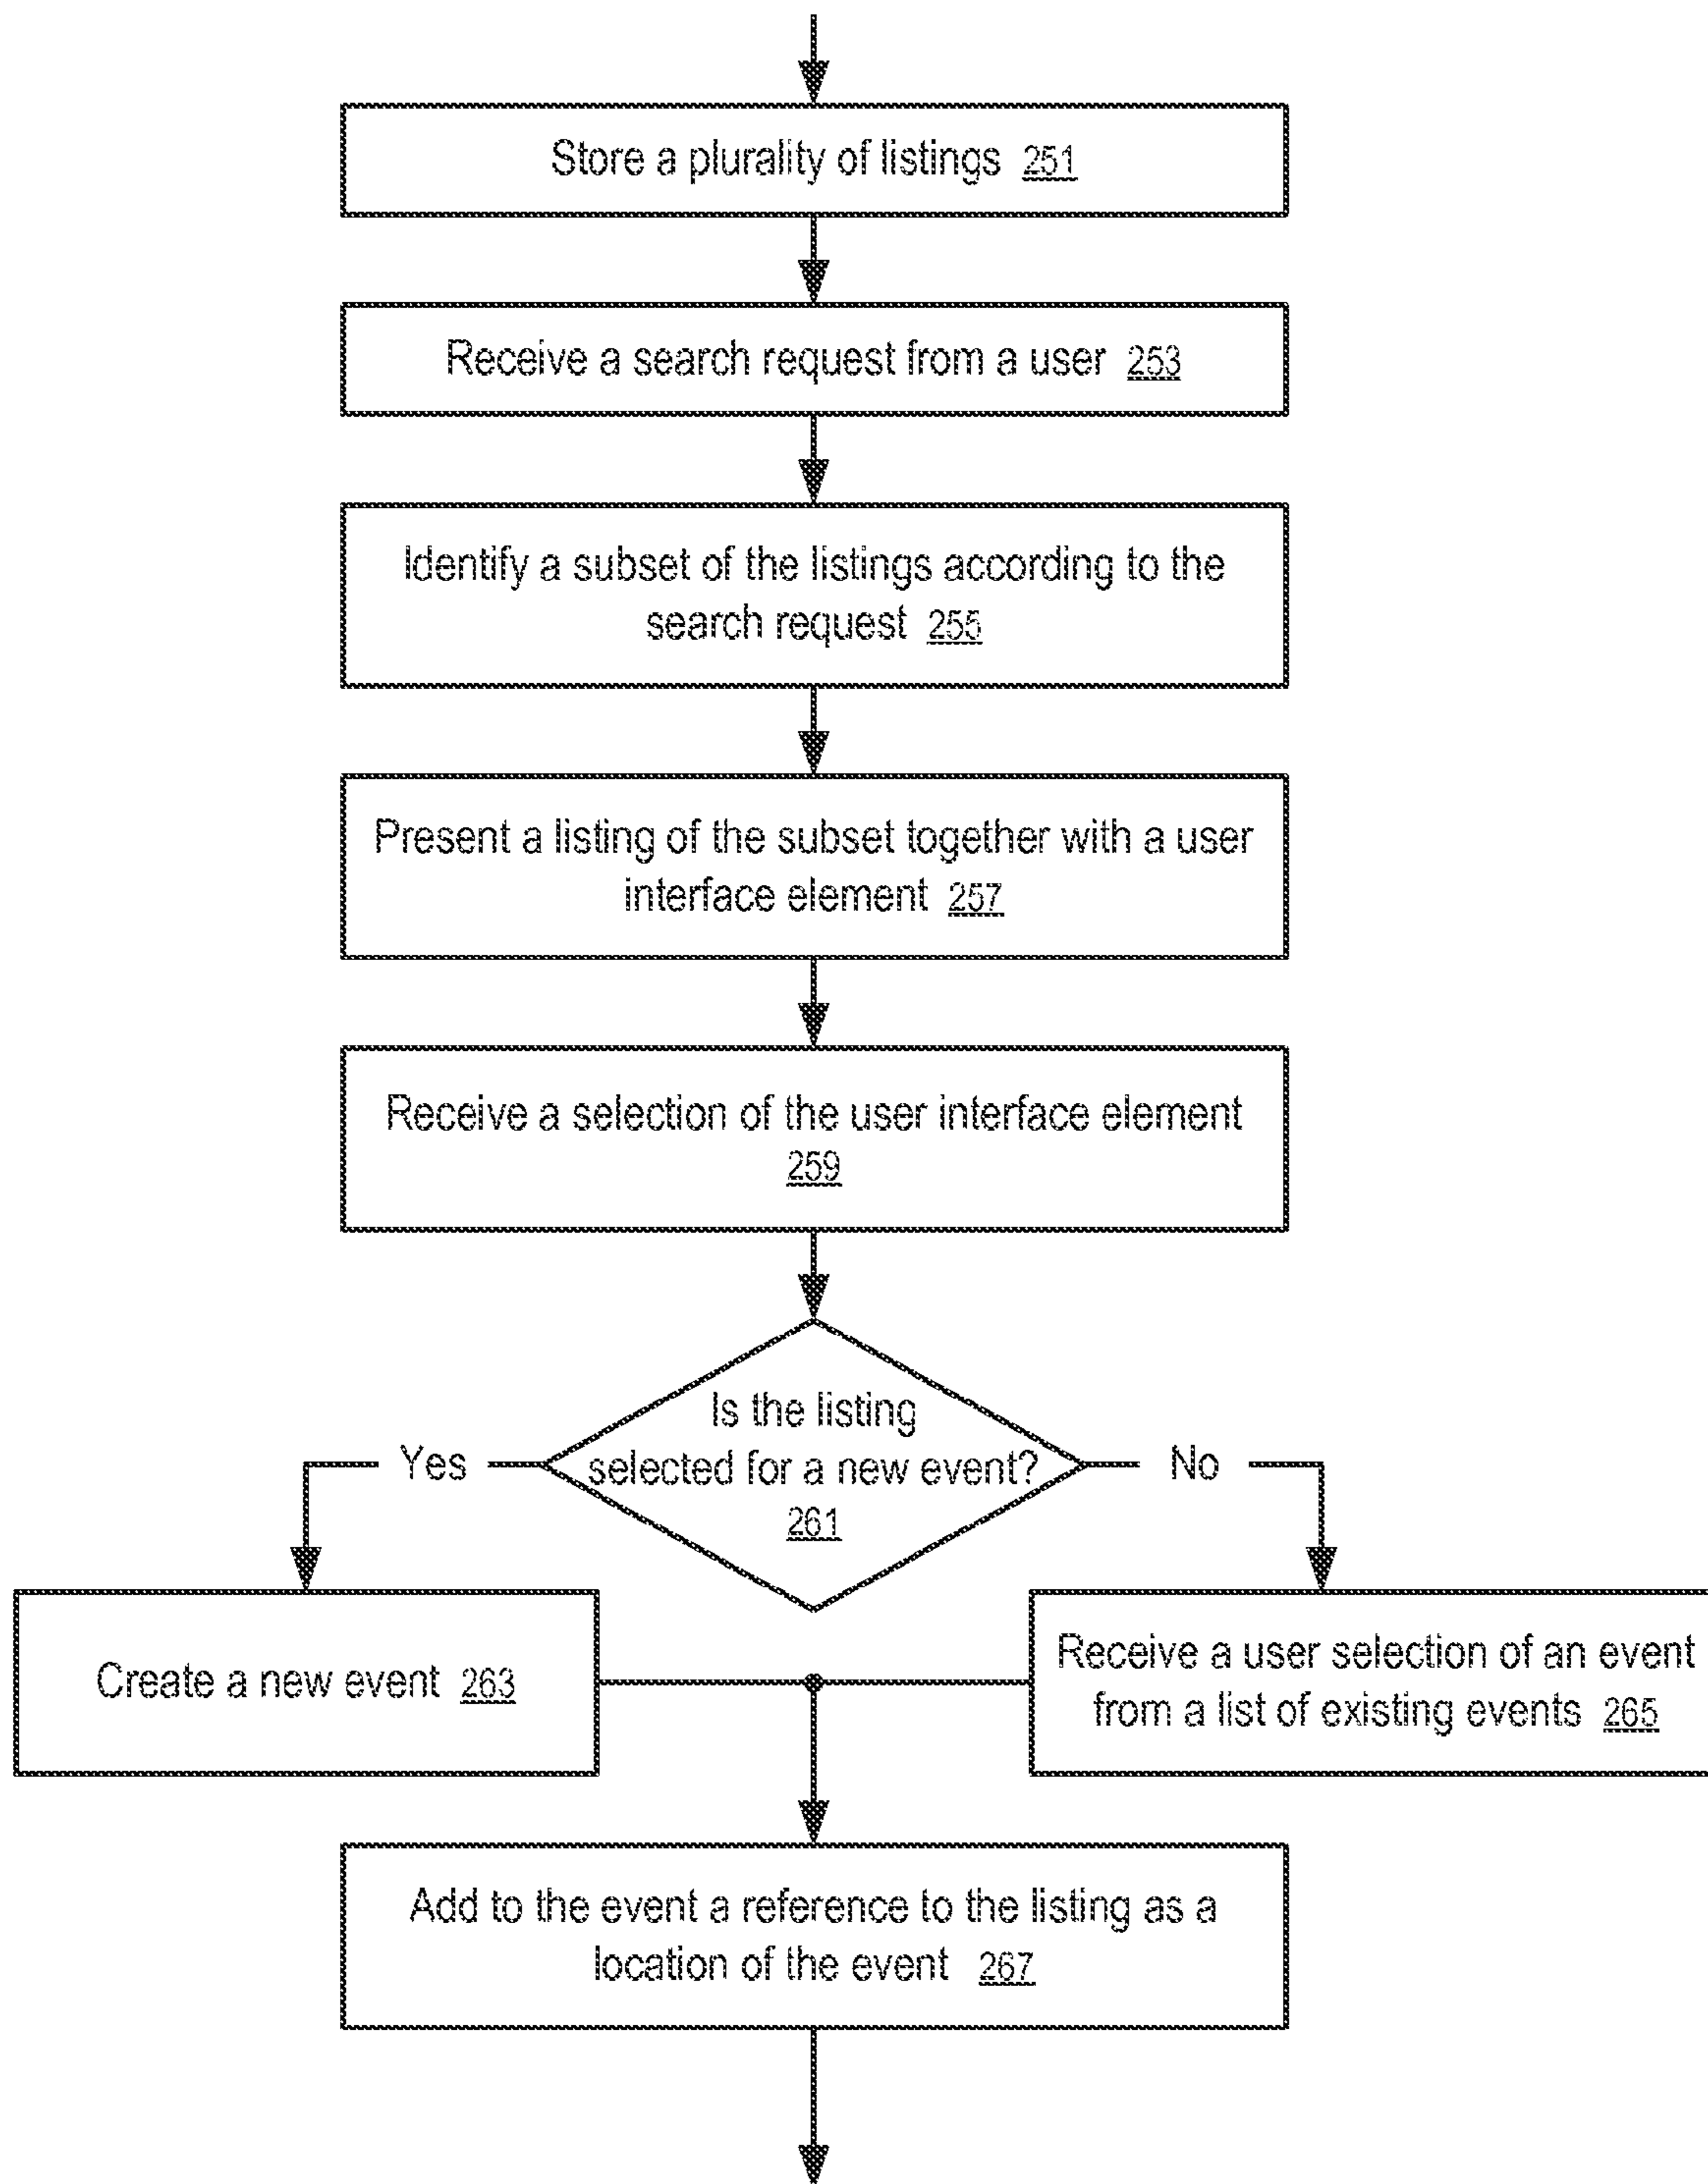 Store a plurality of listings 251
Receive a search request from a user 253
Identify a subset of the listings according to the
search request 255
Present a listing of the subset together with a user
interface element 257
Receive a selection of the user interface element
259
Is the listing
selected for a new event?
261
Yes
No
Create a new event 263
Receive a user selection of an event
from a list of existing events 265
Add to the event a reference to the listing as a
location of the event 267